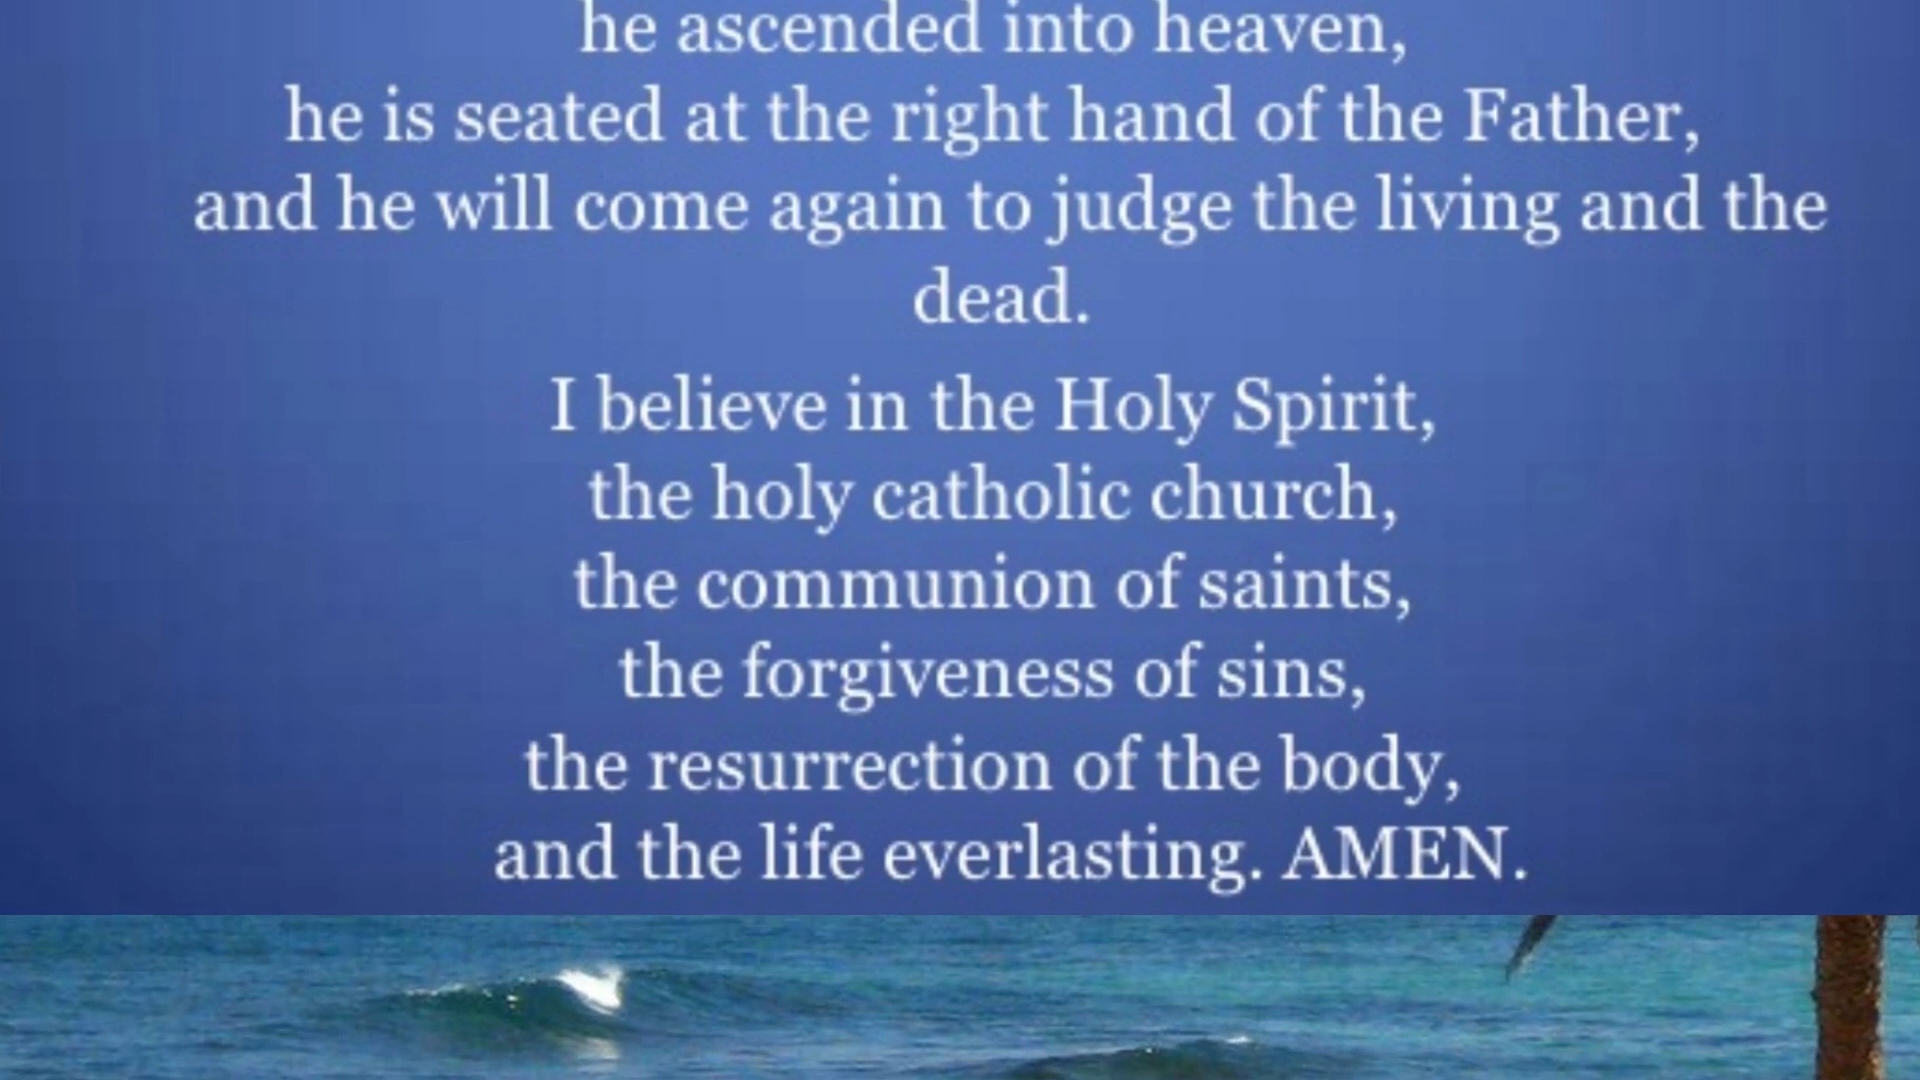 he ascended into heaven,
he is seated at the right hand of the Father,
and he will come again to judge the living and the
dead.
I believe in the Holy Spirit,
the holy catholic church,
the communion of saints,
the forgiveness of sins,
the resurrection of the body,
and the life everlasting. AMEN.